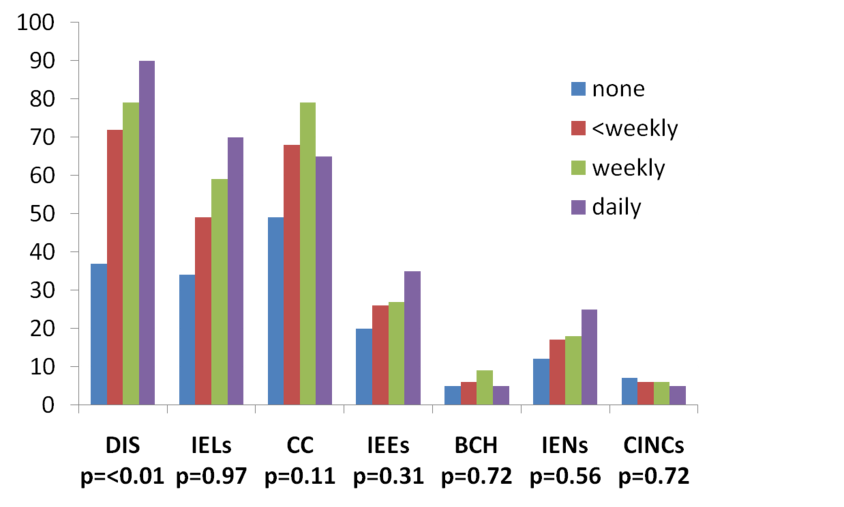 100
90
80
70
60
50
40
30
20
10
0
none
<weekly
weekly
daily
DIS IELs CC IEEs BCH IENs CINCs
p=<0.01 p=0.97 p=0.11 p=0.31 p=0.72 p=0.56 p=0.72